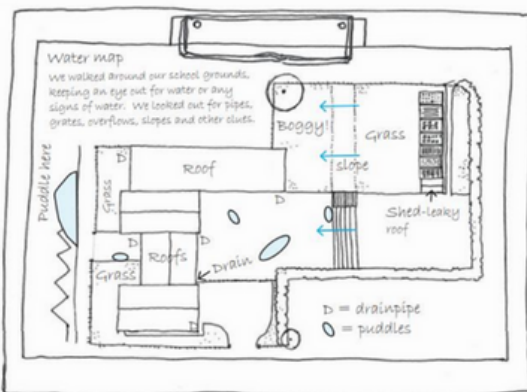 Water map
We walked around our school grounds,
keeping an eye out for water or any
signs of water. We looked out for pipes,
grates, overflows, slopes and other clues.
Boggy!
Grass
slope
Shed-leaky
roof
Puddle here
D
Roof
Grass
D
D
D
Roofs
Drain
Grass
D
D = drainpipe
= puddles